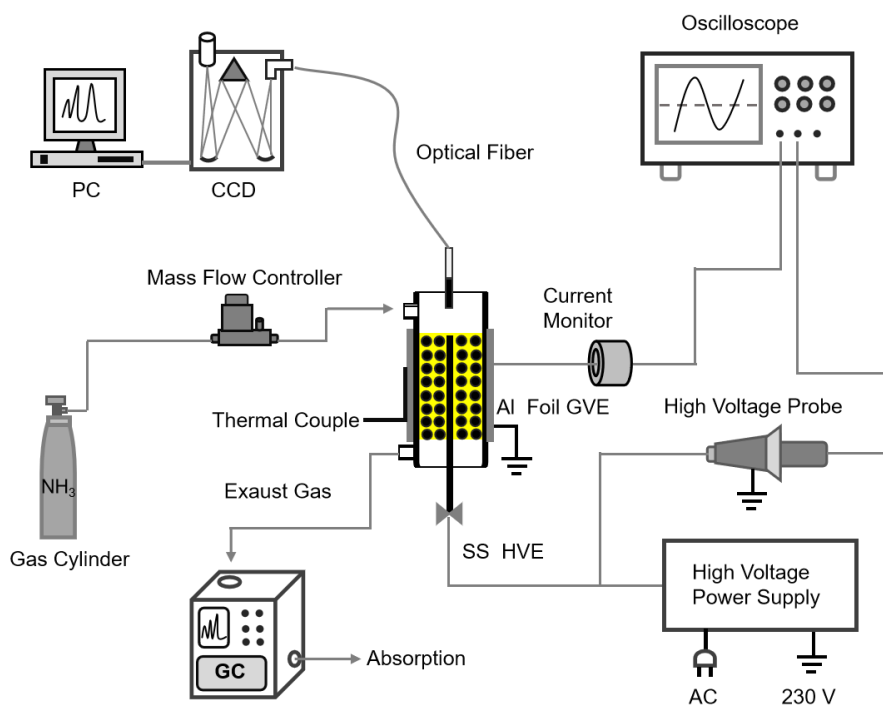 Oscilloscope
PC
CCD
Optical Fiber
Mass Flow Controller
Current
Monitor
Thermal Couple
Al Foil GVE
High Voltage Probe
NH₃
Exaust Gas
Gas Cylinder
SS HVE
High Voltage
Power Supply
GC
Absorption
AC
230 V